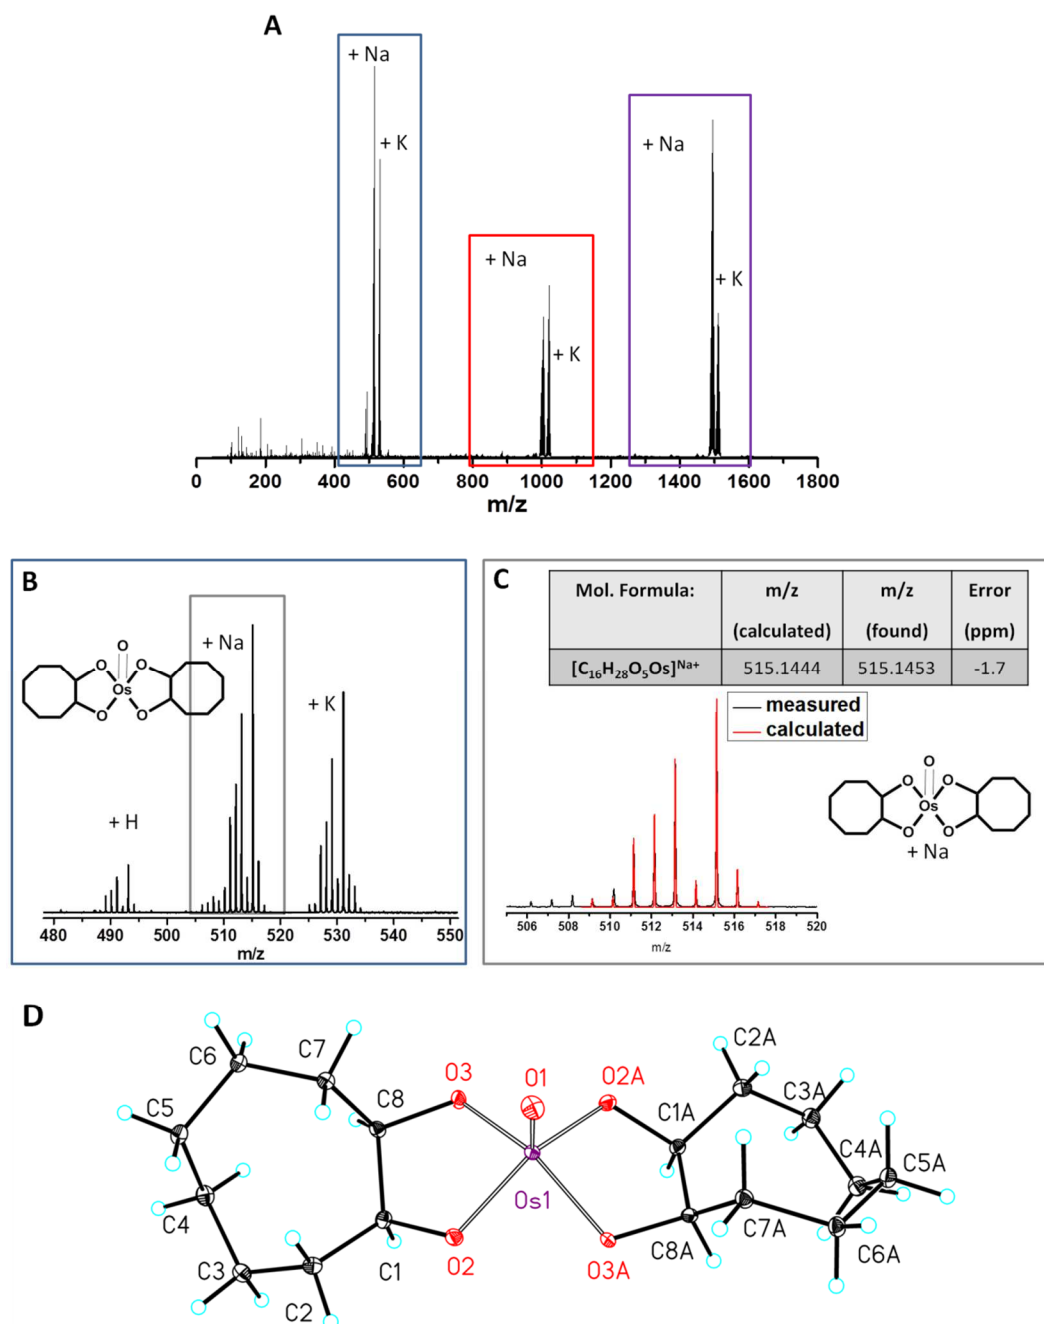 A
+ Na
+ K
+ Na
+ K
+ Na
+ K
0 200 400 600 800 1000 1200 1400 1600 1800
m/z
B
O
O O
Os
O O
+ Na
+ K
+ H
480 490 500 510 520 530 540 550
m/z
C
Mol. Formula: m/z (calculated) m/z (found) Error (ppm)
[C₁₆H₂₈O₅Os]ᴺᵃ⁺ 515.1444 515.1453 -1.7
measured
calculated
O
O O
Os
O O
+ Na
506 508 510 512 514 516 518 520
m/z
D
C6 C7 O3 O1 O2A C2A
C5 C8 C1A C3A
C4A C5A
Os1
C4 C7A C6A
C3 C2 C1 O2 O3A C8A